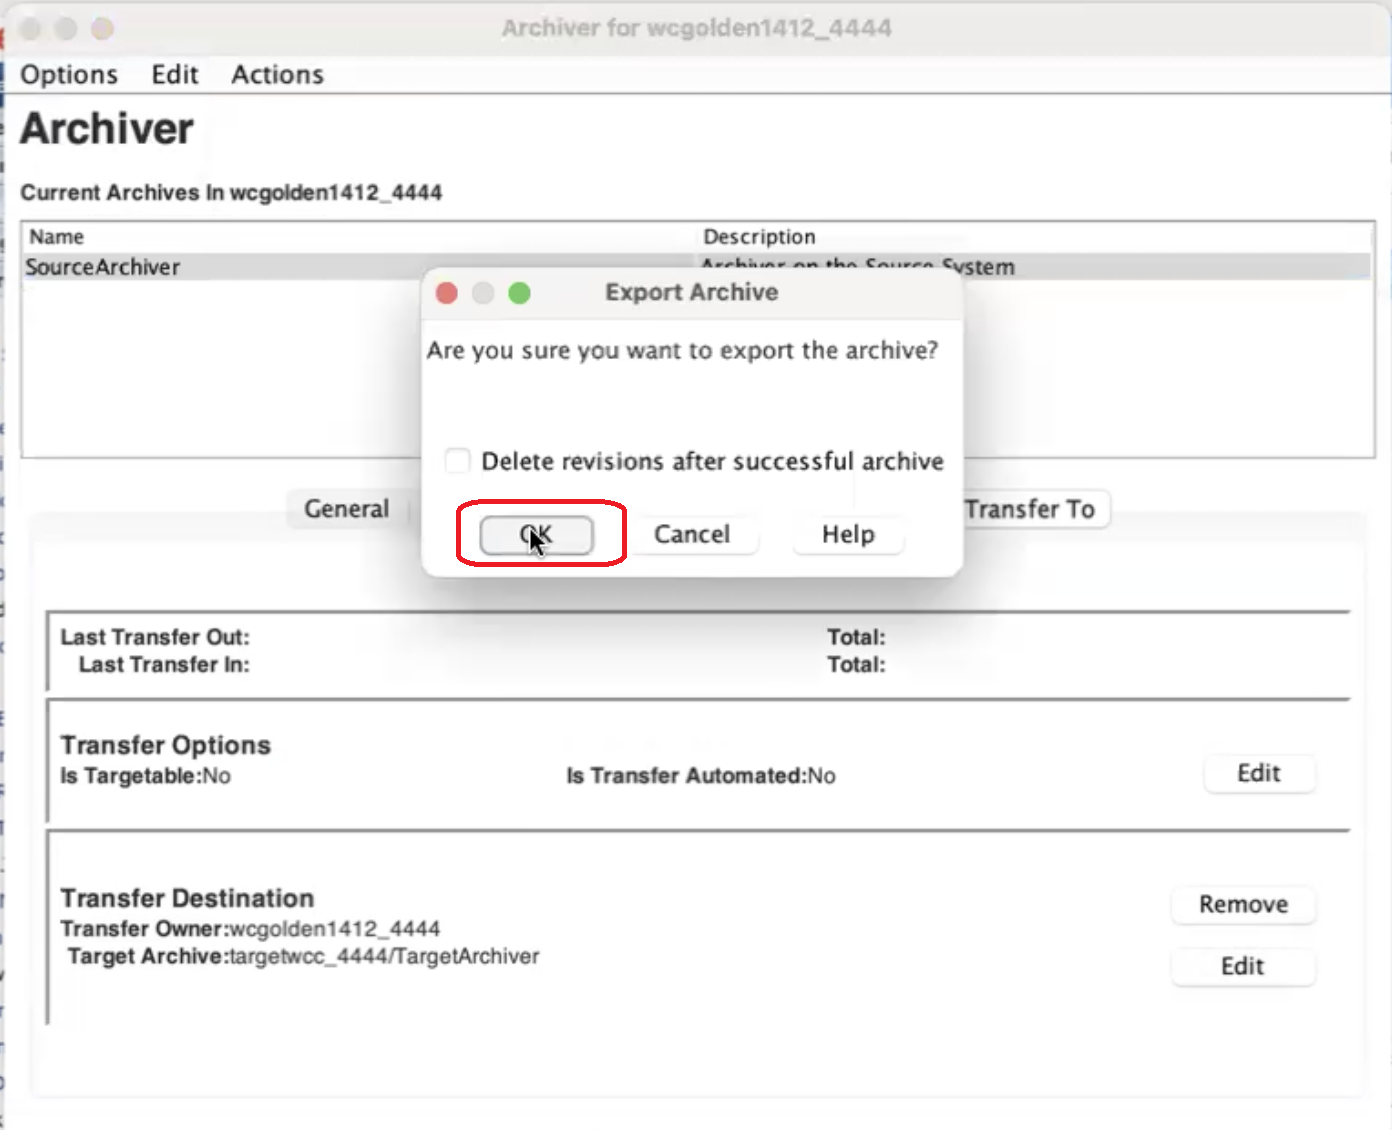 Archiver for wcgolden1412_4444
Options Edit Actions
Archiver
Current Archives In wcgolden1412_4444
Name Description
SourceArchiver Archiver on the Source System
Export Archive
Are you sure you want to export the archive?
Delete revisions after successful archive
OK Cancel Help
General Transfer To
Last Transfer Out: Total:
Last Transfer In: Total:
Transfer Options
Is Targetable:No Is Transfer Automated:No Edit
Transfer Destination
Remove
Transfer Owner:wcgolden1412_4444
Target Archive:targetwcc_4444/TargetArchiver
Edit